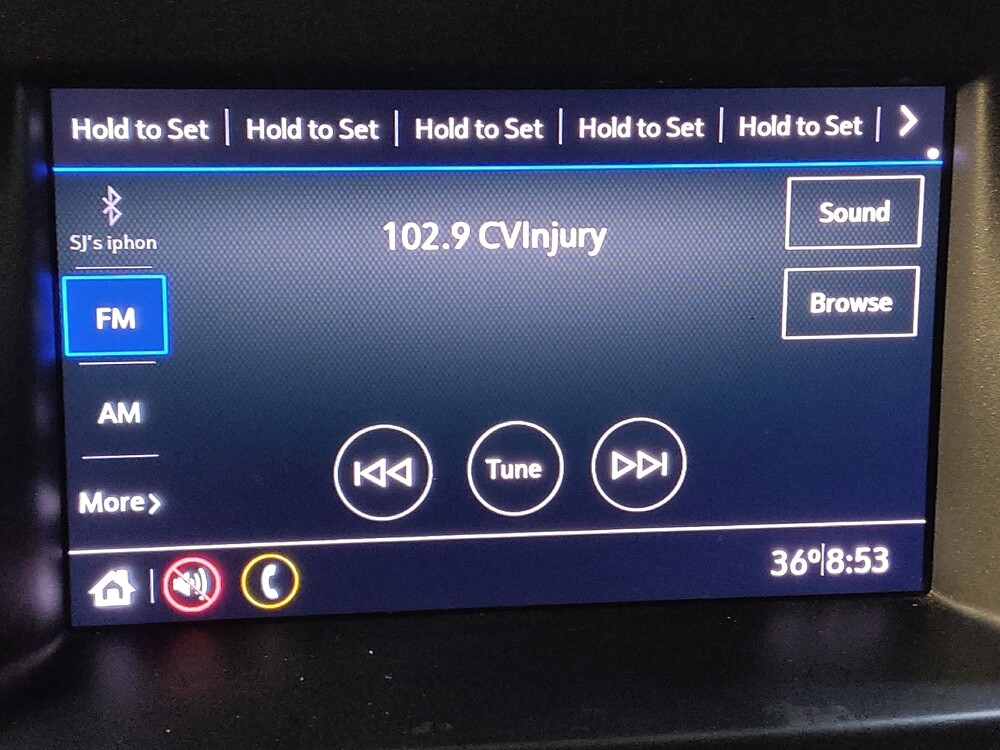 Hold to Set | Hold to Set | Hold to Set | Hold to Set | Hold to Set | >
SJ's iphon
102.9 CVInjury
Sound
FM
Browse
AM
Tune
More>
36º|8:53